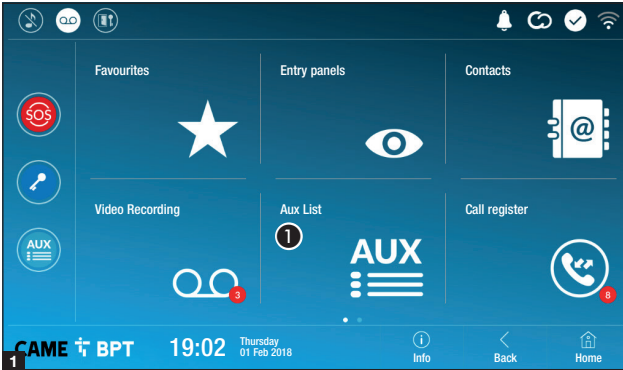 Favourites
Entry panels
Contacts
SOS
@
Video Recording
Aux List
Call register
1
AUX
AUX
3
8
CAME BPT
19:02
Thursday
01 Feb 2018
i
Info
Back
Home
1